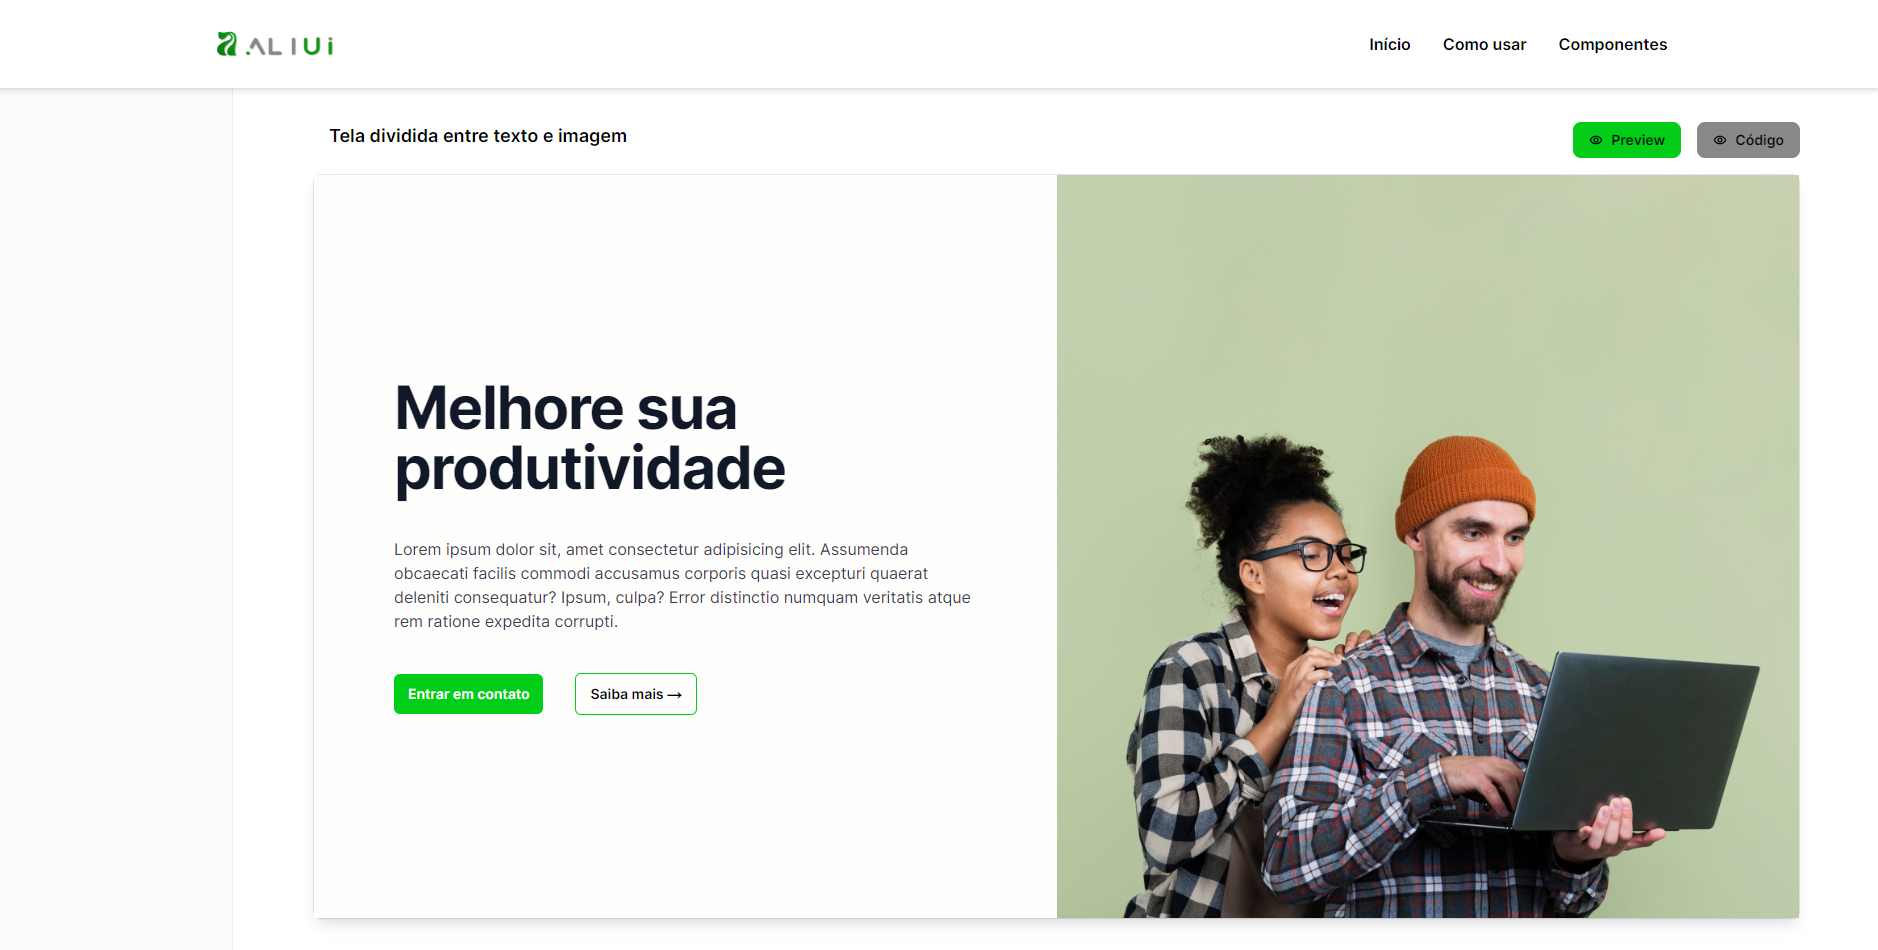 .ALIUi
Início Como usar Componentes
Tela dividida entre texto e imagem
Preview Código
Melhore sua
produtividade
Lorem ipsum dolor sit, amet consectetur adipisicing elit. Assumenda
obcaecati facilis commodi accusamus corporis quasi excepturi quaerat
deleniti consequatur? Ipsum, culpa? Error distinctio numquam veritatis atque
rem ratione expedita corrupti.
Entrar em contato Saiba mais →